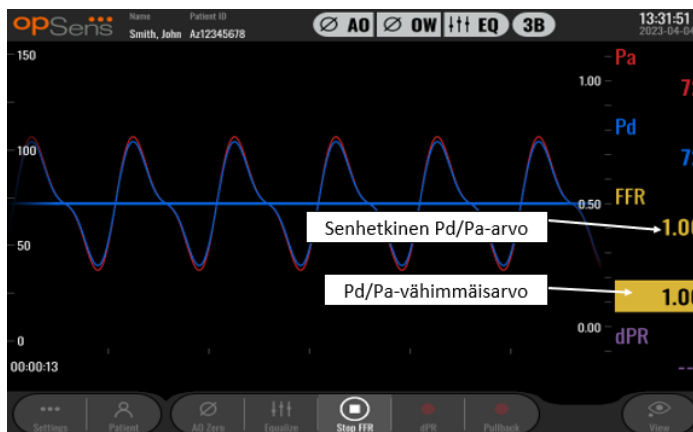 opSens
Name
Patient ID
Smith, John
Az12345678
AO
OW
EQ
3B
13:31:51
2023-04-04
150
Pa
1.00
Pd
100
0.50
FFR
Senhetkinen Pd/Pa-arvo
50
Pd/Pa-vähimmäisarvo
0.00
dPR
0
--
00:00:13
Settings
Patient
AO Zero
Equalize
Stop FFR
dPR
Pullback
View